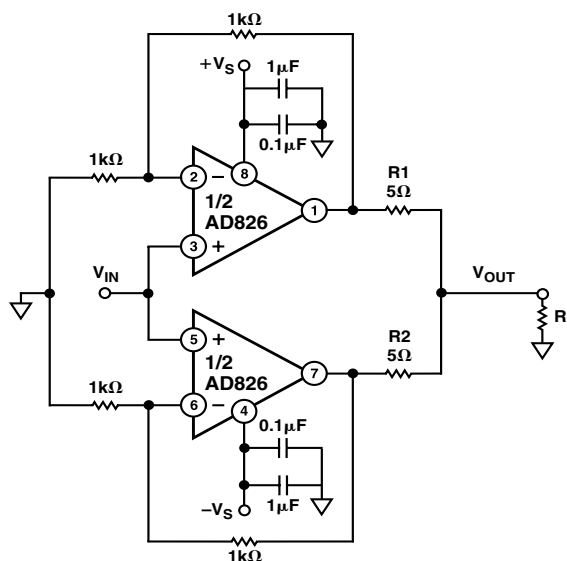 1kΩ
+VS
1µF
0.1µF
1kΩ
2
−
8
1/2
AD826
1
R1
5Ω
3
+
VIN
VOUT
R
5
+
1/2
AD826
7
R2
5Ω
1kΩ
6
−
4
0.1µF
1µF
−VS
1kΩ